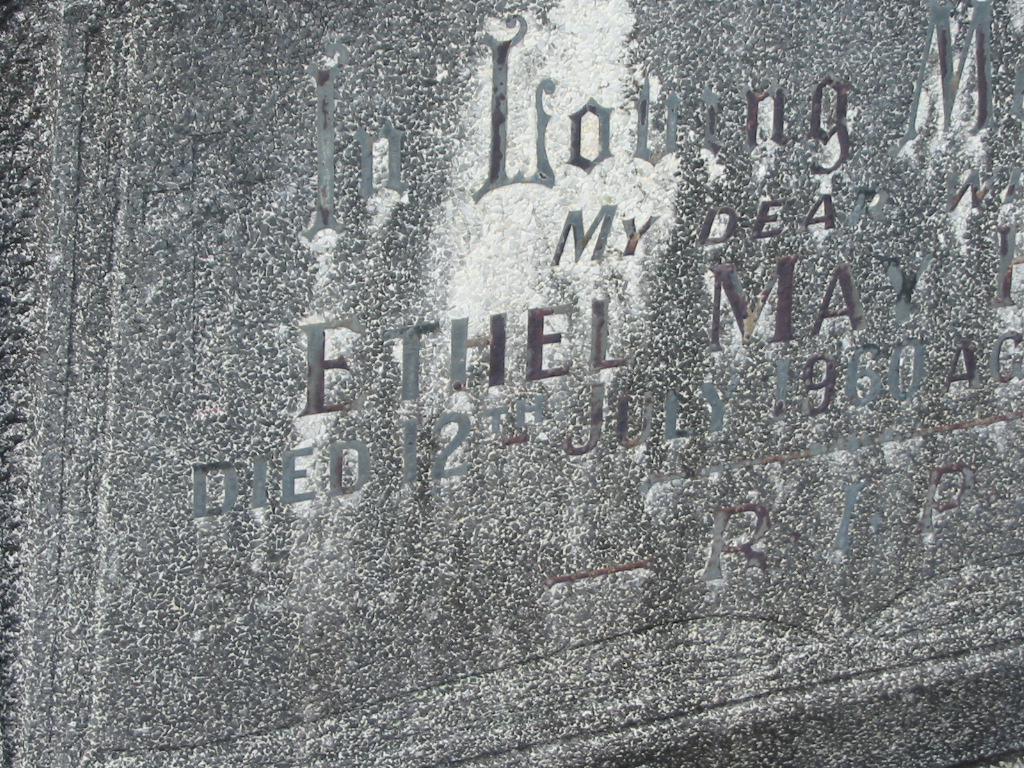 In Loving
MY DEAR
ETHEL MAY
DIED 12TH JULY 1960
R. I. P